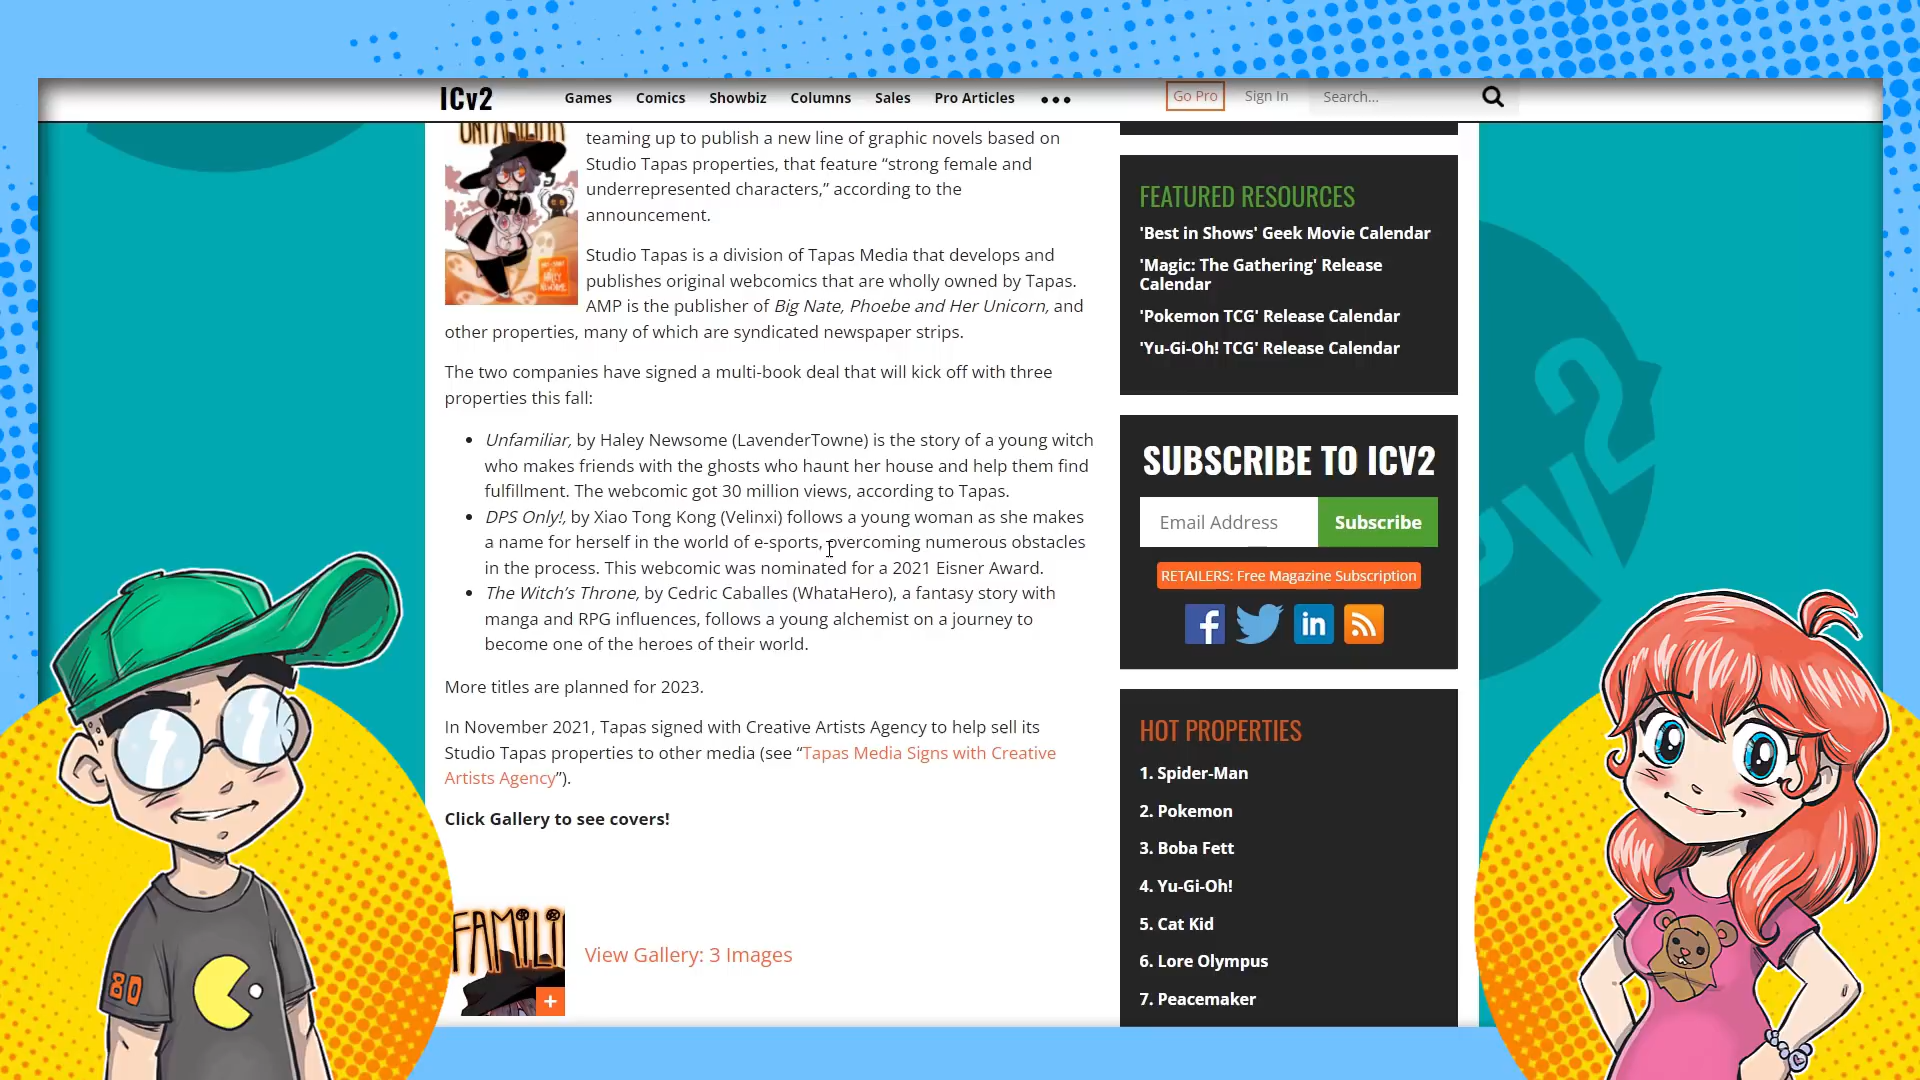 ICv2
Games
Comics
Showbiz
Columns
Sales
Pro Articles
Go Pro
Sign In
Search...
teaming up to publish a new line of graphic novels based on
Studio Tapas properties, that feature “strong female and
underrepresented characters,” according to the
announcement.
Studio Tapas is a division of Tapas Media that develops and
publishes original webcomics that are wholly owned by Tapas.
AMP is the publisher of Big Nate, Phoebe and Her Unicorn, and
other properties, many of which are syndicated newspaper strips.
The two companies have signed a multi-book deal that will kick off with three
properties this fall:
Unfamiliar, by Haley Newsome (LavenderTowne) is the story of a young witch
who makes friends with the ghosts who haunt her house and help them find
fulfillment. The webcomic got 30 million views, according to Tapas.
DPS Only!, by Xiao Tong Kong (Velinxi) follows a young woman as she makes
a name for herself in the world of e-sports, overcoming numerous obstacles
in the process. This webcomic was nominated for a 2021 Eisner Award.
The Witch’s Throne, by Cedric Caballes (WhataHero), a fantasy story with
manga and RPG influences, follows a young alchemist on a journey to
become one of the heroes of their world.
More titles are planned for 2023.
In November 2021, Tapas signed with Creative Artists Agency to help sell its
Studio Tapas properties to other media (see “Tapas Media Signs with Creative
Artists Agency”).
Click Gallery to see covers!
FAMILI
+
View Gallery: 3 Images
FEATURED RESOURCES
'Best in Shows' Geek Movie Calendar
'Magic: The Gathering' Release
Calendar
'Pokemon TCG' Release Calendar
'Yu-Gi-Oh! TCG' Release Calendar
SUBSCRIBE TO ICV2
Email Address
Subscribe
RETAILERS: Free Magazine Subscription
HOT PROPERTIES
1. Spider-Man
2. Pokemon
3. Boba Fett
4. Yu-Gi-Oh!
5. Cat Kid
6. Lore Olympus
7. Peacemaker
80